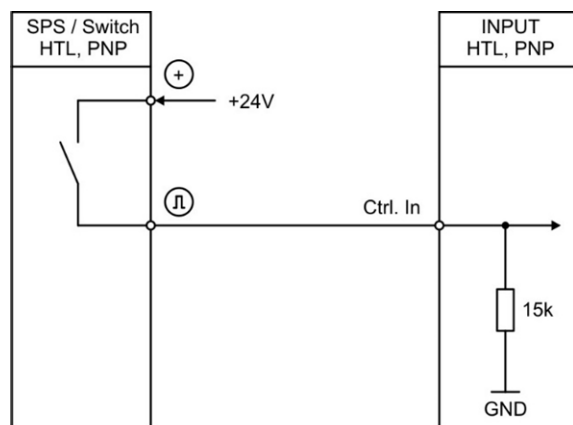 SPS / Switch
HTL, PNP
INPUT
HTL, PNP
+
+24V
Ctrl. In
15k
GND